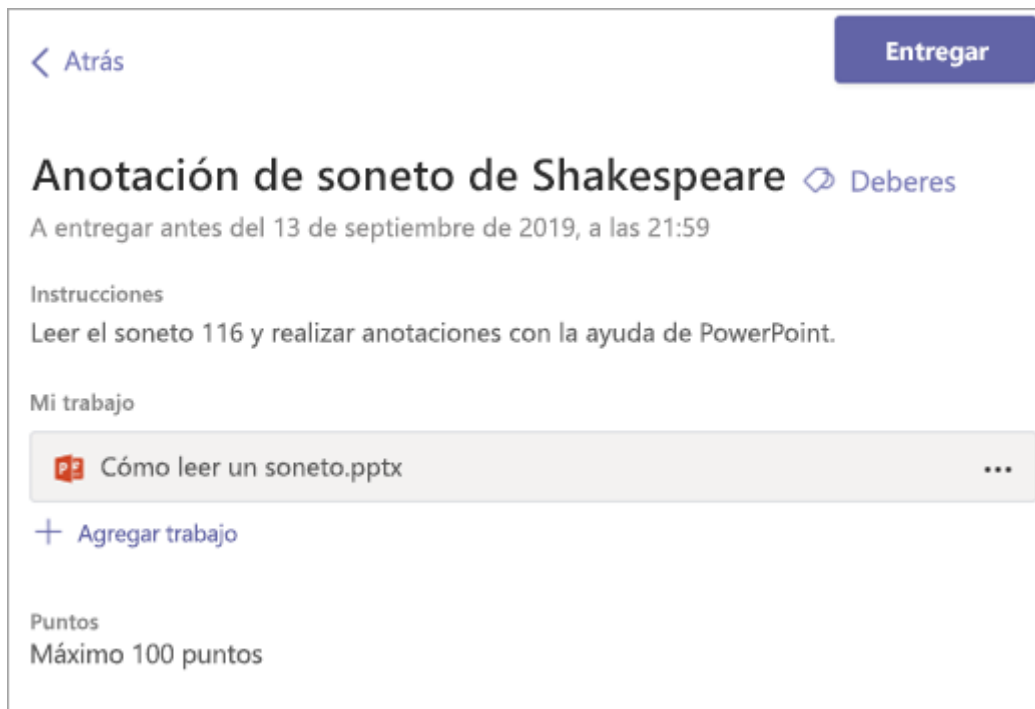 Atrás
Entregar
Anotación de soneto de Shakespeare Deberes
A entregar antes del 13 de septiembre de 2019, a las 21:59
Instrucciones
Leer el soneto 116 y realizar anotaciones con la ayuda de PowerPoint.
Mi trabajo
Cómo leer un soneto.pptx
Agregar trabajo
Puntos
Máximo 100 puntos